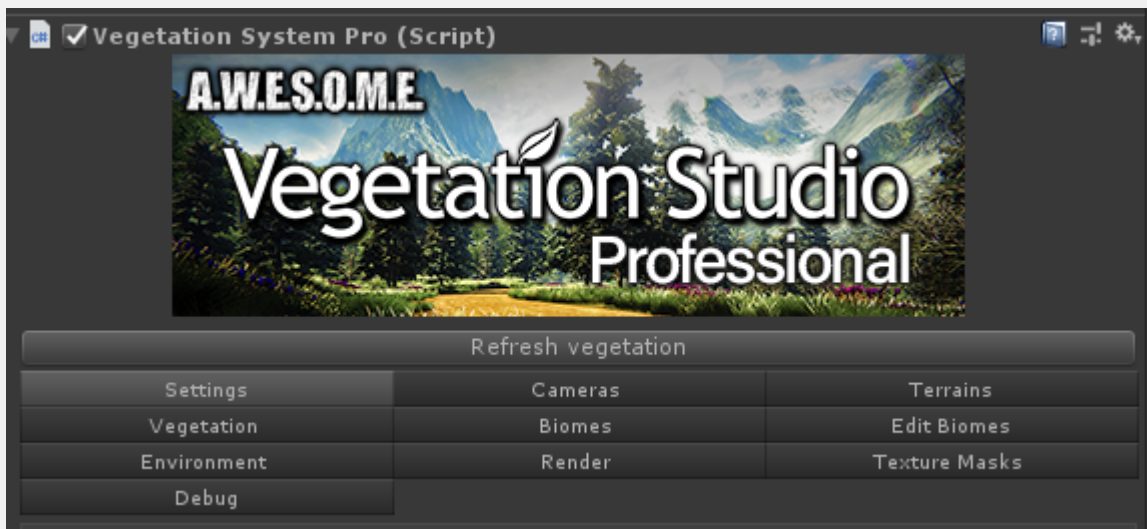 c#
Vegetation System Pro (Script)
?
A.W.E.S.O.M.E.
Vegetation Studio
Professional
Refresh vegetation
Settings Cameras Terrains
Vegetation Biomes Edit Biomes
Environment Render Texture Masks
Debug